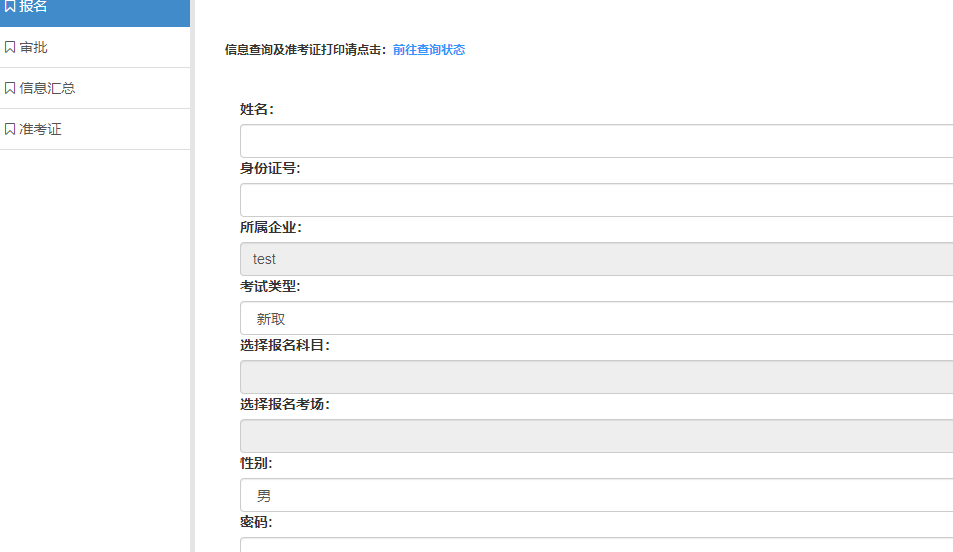 报名
审批
信息汇总
准考证
信息查询及准考证打印请点击：前往查询状态
姓名：
身份证号：
所属企业：
test
考试类型：
新取
选择报名科目：
选择报名考场：
性别：
男
密码：